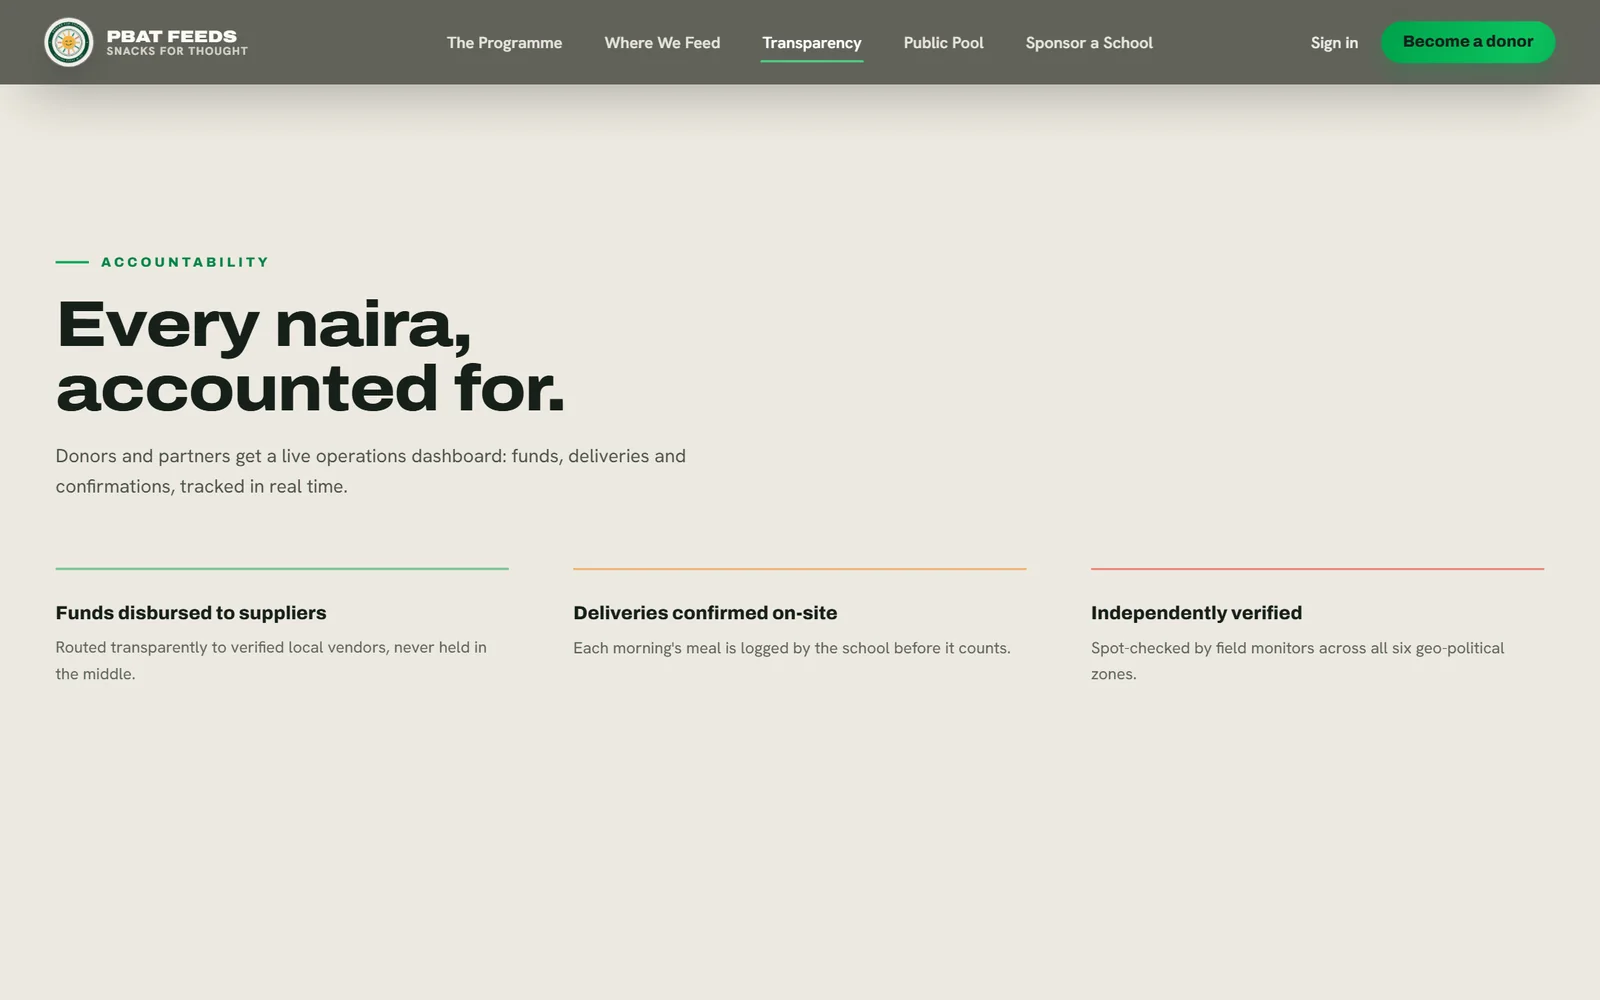 PBAT FEEDS
SNACKS FOR THOUGHT
The Programme
Where We Feed
Transparency
Public Pool
Sponsor a School
Sign in
Become a donor
ACCOUNTABILITY
Every naira,
accounted for.
Donors and partners get a live operations dashboard: funds, deliveries and
confirmations, tracked in real time.
Funds disbursed to suppliers
Routed transparently to verified local vendors, never held in
the middle.
Deliveries confirmed on-site
Each morning's meal is logged by the school before it counts.
Independently verified
Spot-checked by field monitors across all six geo-political
zones.